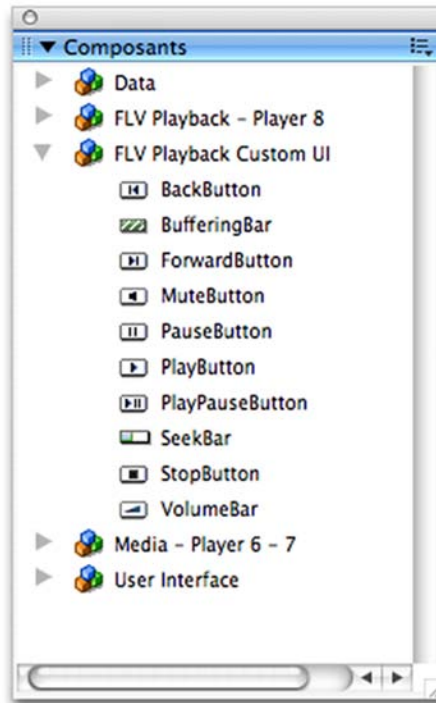 Composants
Data
FLV Playback - Player 8
FLV Playback Custom UI
BackButton
BufferingBar
ForwardButton
MuteButton
PauseButton
PlayButton
PlayPauseButton
SeekBar
StopButton
VolumeBar
Media - Player 6 - 7
User Interface